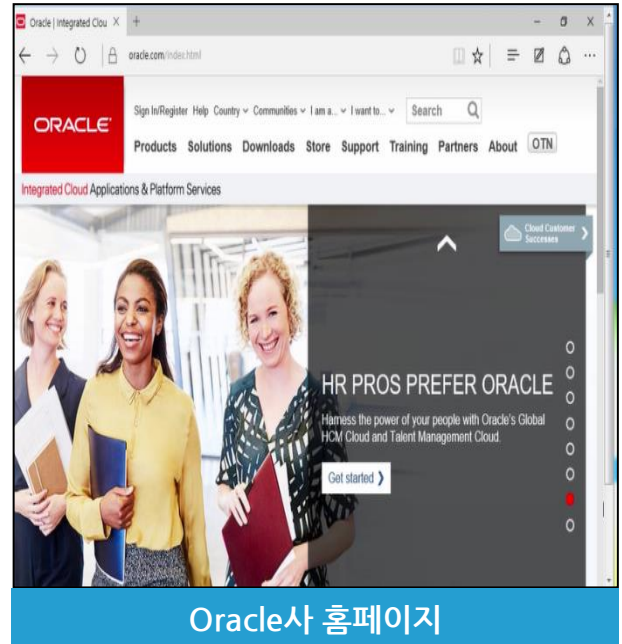 Oracle | Integrated Clou
oracle.com/index.html
ORACLE
Sign In/Register Help Country Communities I am a... I want to... Search
Products Solutions Downloads Store Support Training Partners About OTN
Integrated Cloud Applications & Platform Services
Cloud Customer
Successes
HR PROS PREFER ORACLE
Harness the power of your people with Oracle's Global
HCM Cloud and Talent Management Cloud.
Get started
Oracle사 홈페이지